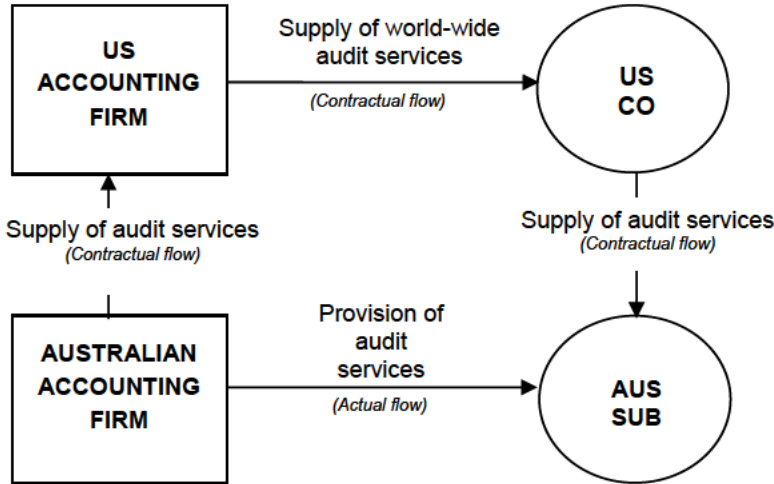 US
ACCOUNTING
FIRM
Supply of world-wide
audit services
(Contractual flow)
US
CO
Supply of audit services
(Contractual flow)
Supply of audit services
(Contractual flow)
AUSTRALIAN
ACCOUNTING
FIRM
Provision of
audit
services
(Actual flow)
AUS
SUB